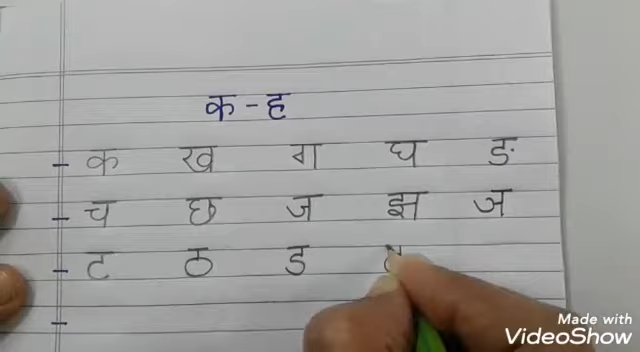 क - ह
क ख ग घ ङ
च छ ज झ ञ
ट ठ ड
Made with
VideoShow